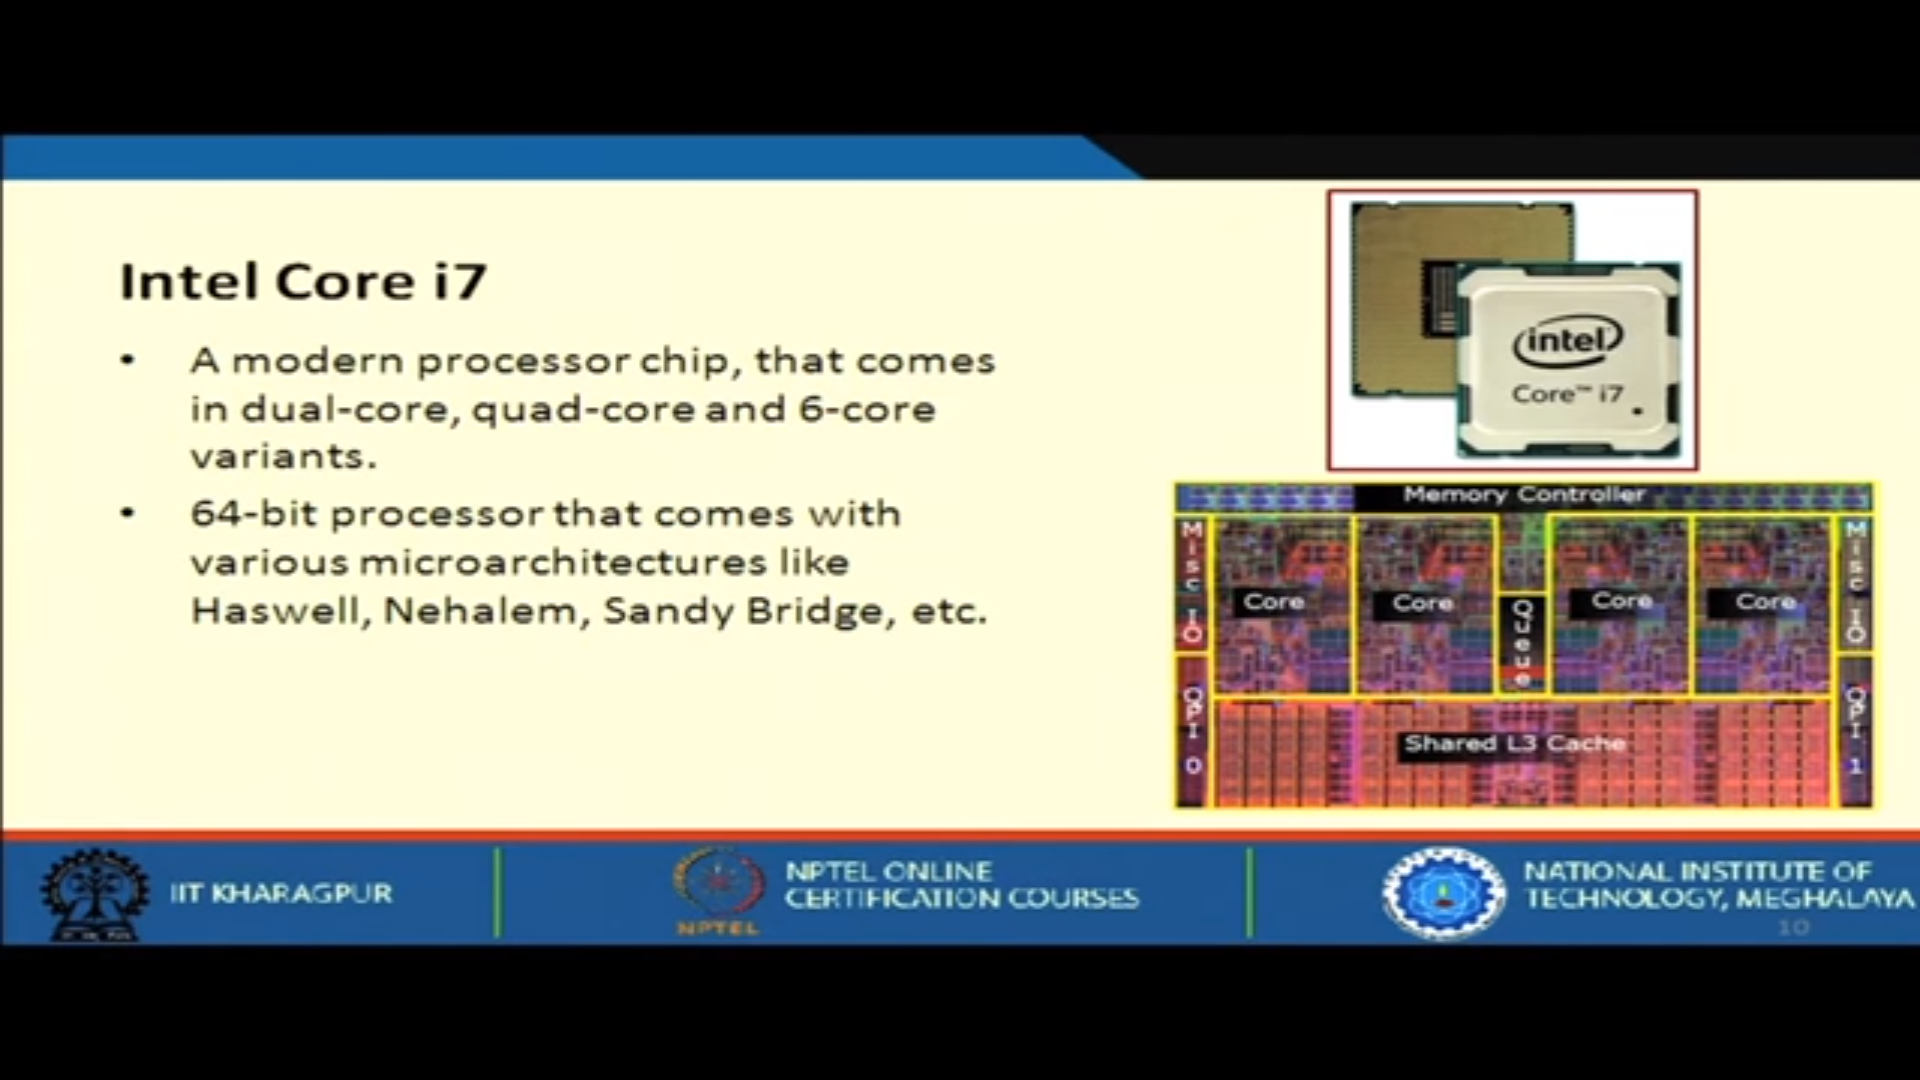 Intel Core i7
• A modern processor chip, that comes
in dual-core, quad-core and 6-core
variants.
• 64-bit processor that comes with
various microarchitectures like
Haswell, Nehalem, Sandy Bridge, etc.
intel
Core™ i7
Memory Controller
Misc IO
Core
Core
Queue
Core
Core
Misc IO
QPI 0
Shared L3 Cache
QPI 1
IIT KHARAGPUR
NPTEL
NPTEL ONLINE
CERTIFICATION COURSES
NATIONAL INSTITUTE OF
TECHNOLOGY, MEGHALAYA
10